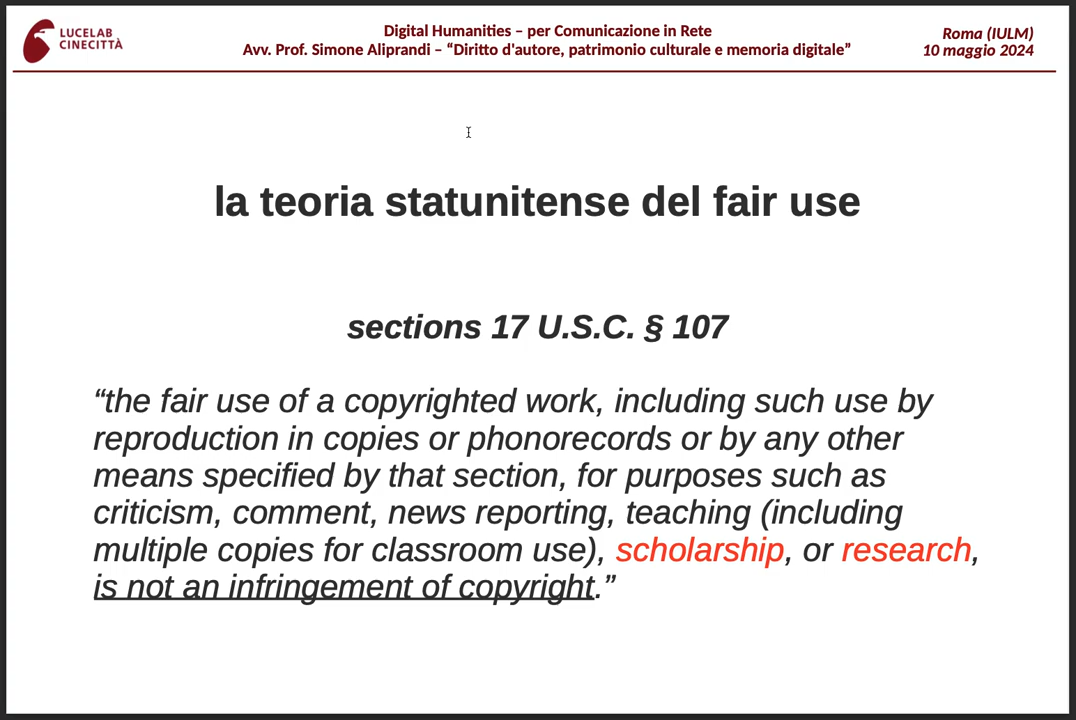 LUCELAB
CINECITTÀ
Digital Humanities – per Comunicazione in Rete
Avv. Prof. Simone Aliprandi – “Diritto d'autore, patrimonio culturale e memoria digitale”
Roma (IULM)
10 maggio 2024
la teoria statunitense del fair use
sections 17 U.S.C. § 107
“the fair use of a copyrighted work, including such use by
reproduction in copies or phonorecords or by any other
means specified by that section, for purposes such as
criticism, comment, news reporting, teaching (including
multiple copies for classroom use), scholarship, or research,
is not an infringement of copyright.”